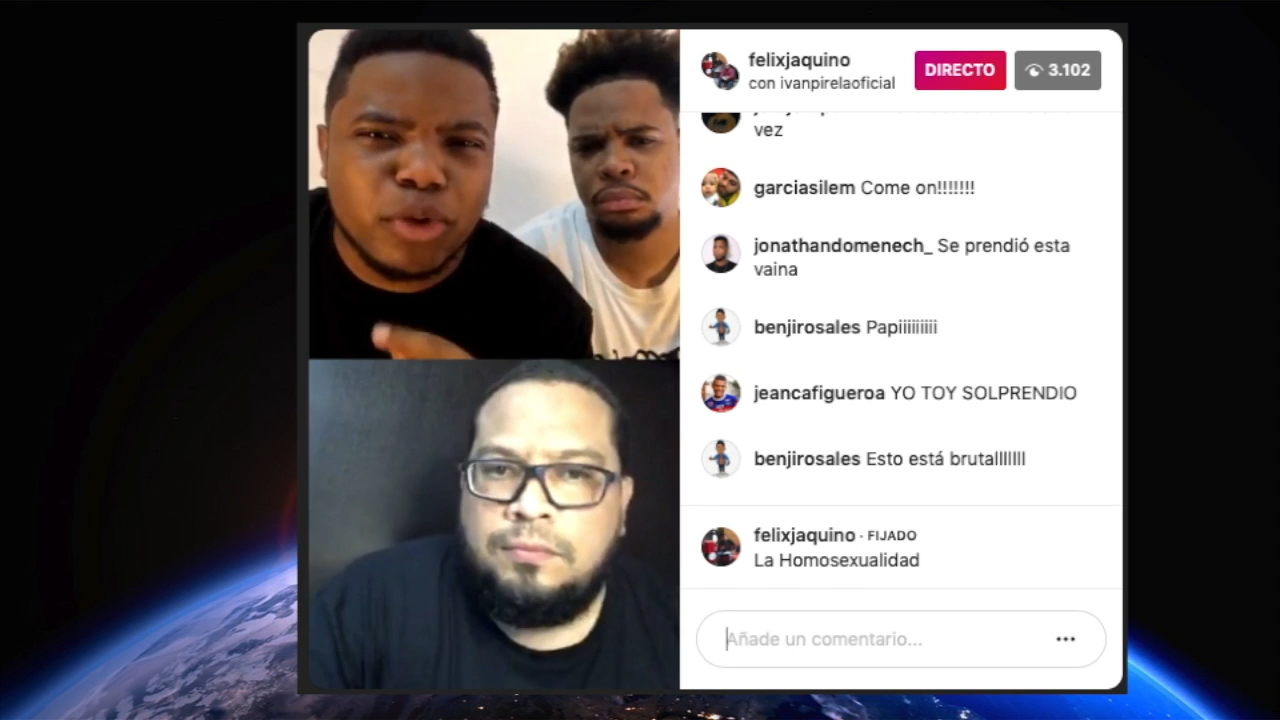 felixjaquino
con ivanpirelaoficial
DIRECTO
3.102
vez
garciasilem Come on!!!!!!!
jonathandomenech_ Se prendió esta
vaina
benjirosales Papiiiiiiiii
jeancafigueroa YO TOY SOLPRENDIO
benjirosales Esto está brutalllllll
felixjaquino · FIJADO
La Homosexualidad
Añade un comentario...